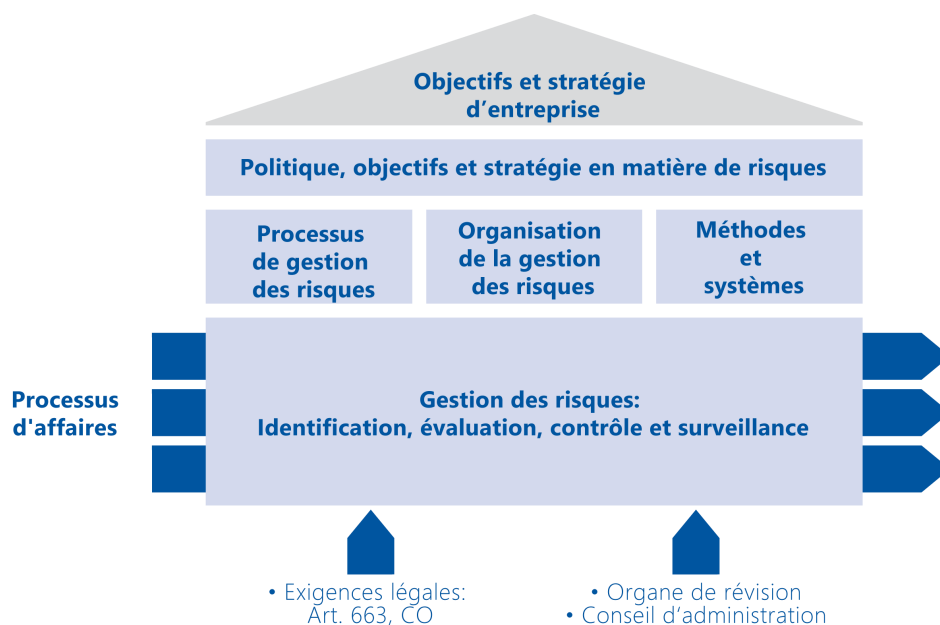 Objectifs et stratégie
d’entreprise
Politique, objectifs et stratégie en matière de risques
Processus
de gestion
des risques
Organisation
de la gestion
des risques
Méthodes
et
systèmes
Processus
d'affaires
Gestion des risques:
Identification, évaluation, contrôle et surveillance
• Exigences légales:
Art. 663, CO
• Organe de révision
• Conseil d‘administration